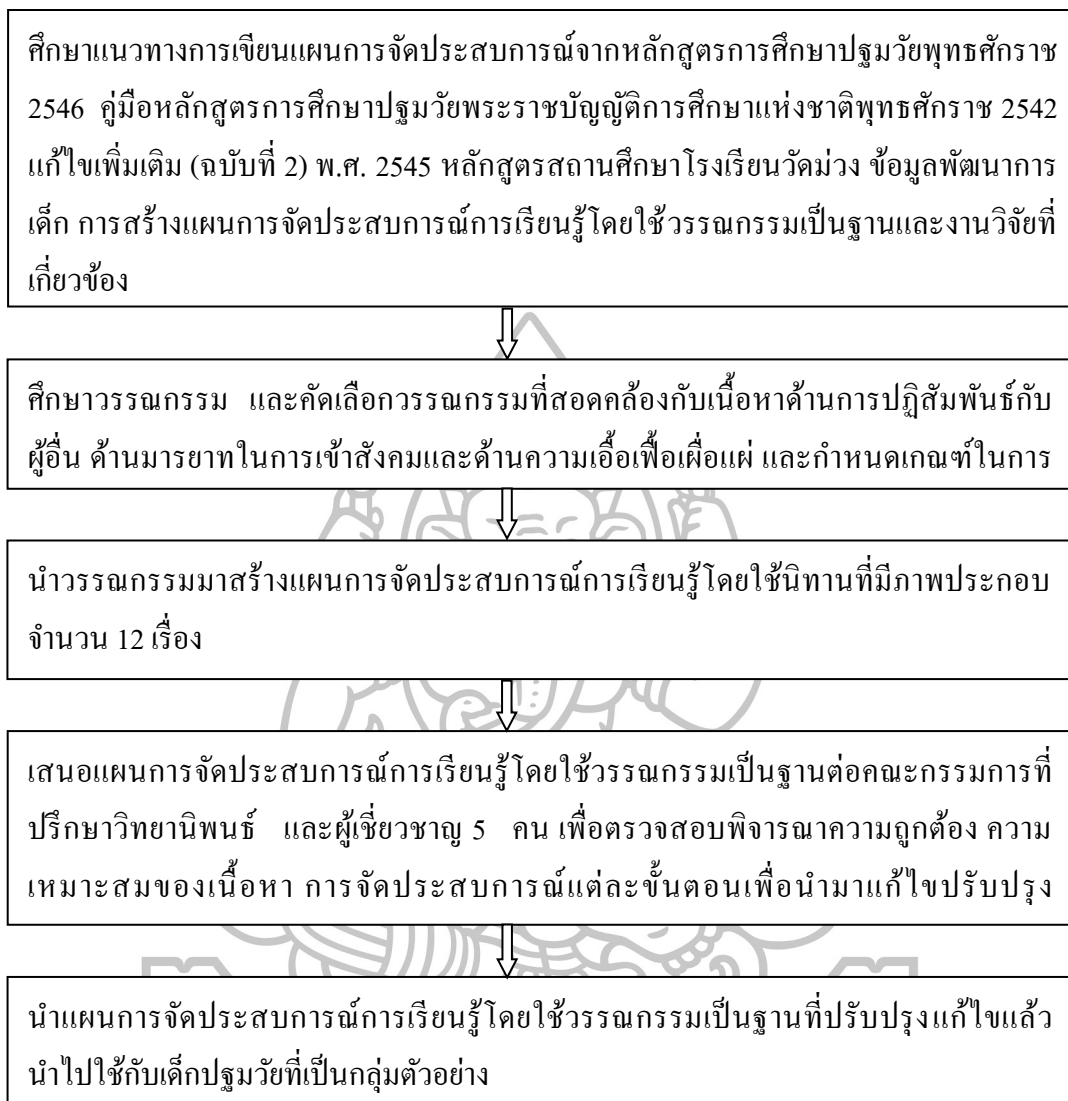 ศึกษาแนวทางการเขียนแผนการจัดประสบการณ์จากหลักสูตรการศึกษาปฐมวัยพุทธศักราช
2546 คู่มือหลักสูตรการศึกษาปฐมวัยพระราชบัญญัติการศึกษาแห่งชาติพุทธศักราช 2542
แก้ไขเพิ่มเติม (ฉบับที่ 2) พ.ศ. 2545 หลักสูตรสถานศึกษาโรงเรียนวัดม่วง ข้อมูลพัฒนาการ
เด็ก การสร้างแผนการจัดประสบการณ์การเรียนรู้โดยใช้วรรณกรรมเป็นฐานและงานวิจัยที่
เกี่ยวข้อง
ศึกษาวรรณกรรม และคัดเลือกวรรณกรรมที่สอดคล้องกับเนื้อหาด้านการปฏิสัมพันธ์กับ
ผู้อื่น ด้านมารยาทในการเข้าสังคมและด้านความเอื้อเฟื้อเผื่อแผ่ และกำหนดเกณฑ์ในการ
นำวรรณกรรมมาสร้างแผนการจัดประสบการณ์การเรียนรู้โดยใช้นิทานที่มีภาพประกอบ
จำนวน 12 เรื่อง
เสนอแผนการจัดประสบการณ์การเรียนรู้โดยใช้วรรณกรรมเป็นฐานต่อคณะกรรมการที่
ปรึกษาวิทยานิพนธ์ และผู้เชี่ยวชาญ 5 คน เพื่อตรวจสอบพิจารณาความถูกต้อง ความ
เหมาะสมของเนื้อหา การจัดประสบการณ์แต่ละขั้นตอนเพื่อนำมาแก้ไขปรับปรุง
นำแผนการจัดประสบการณ์การเรียนรู้โดยใช้วรรณกรรมเป็นฐานที่ปรับปรุงแก้ไขแล้ว
นำไปใช้กับเด็กปฐมวัยที่เป็นกลุ่มตัวอย่าง